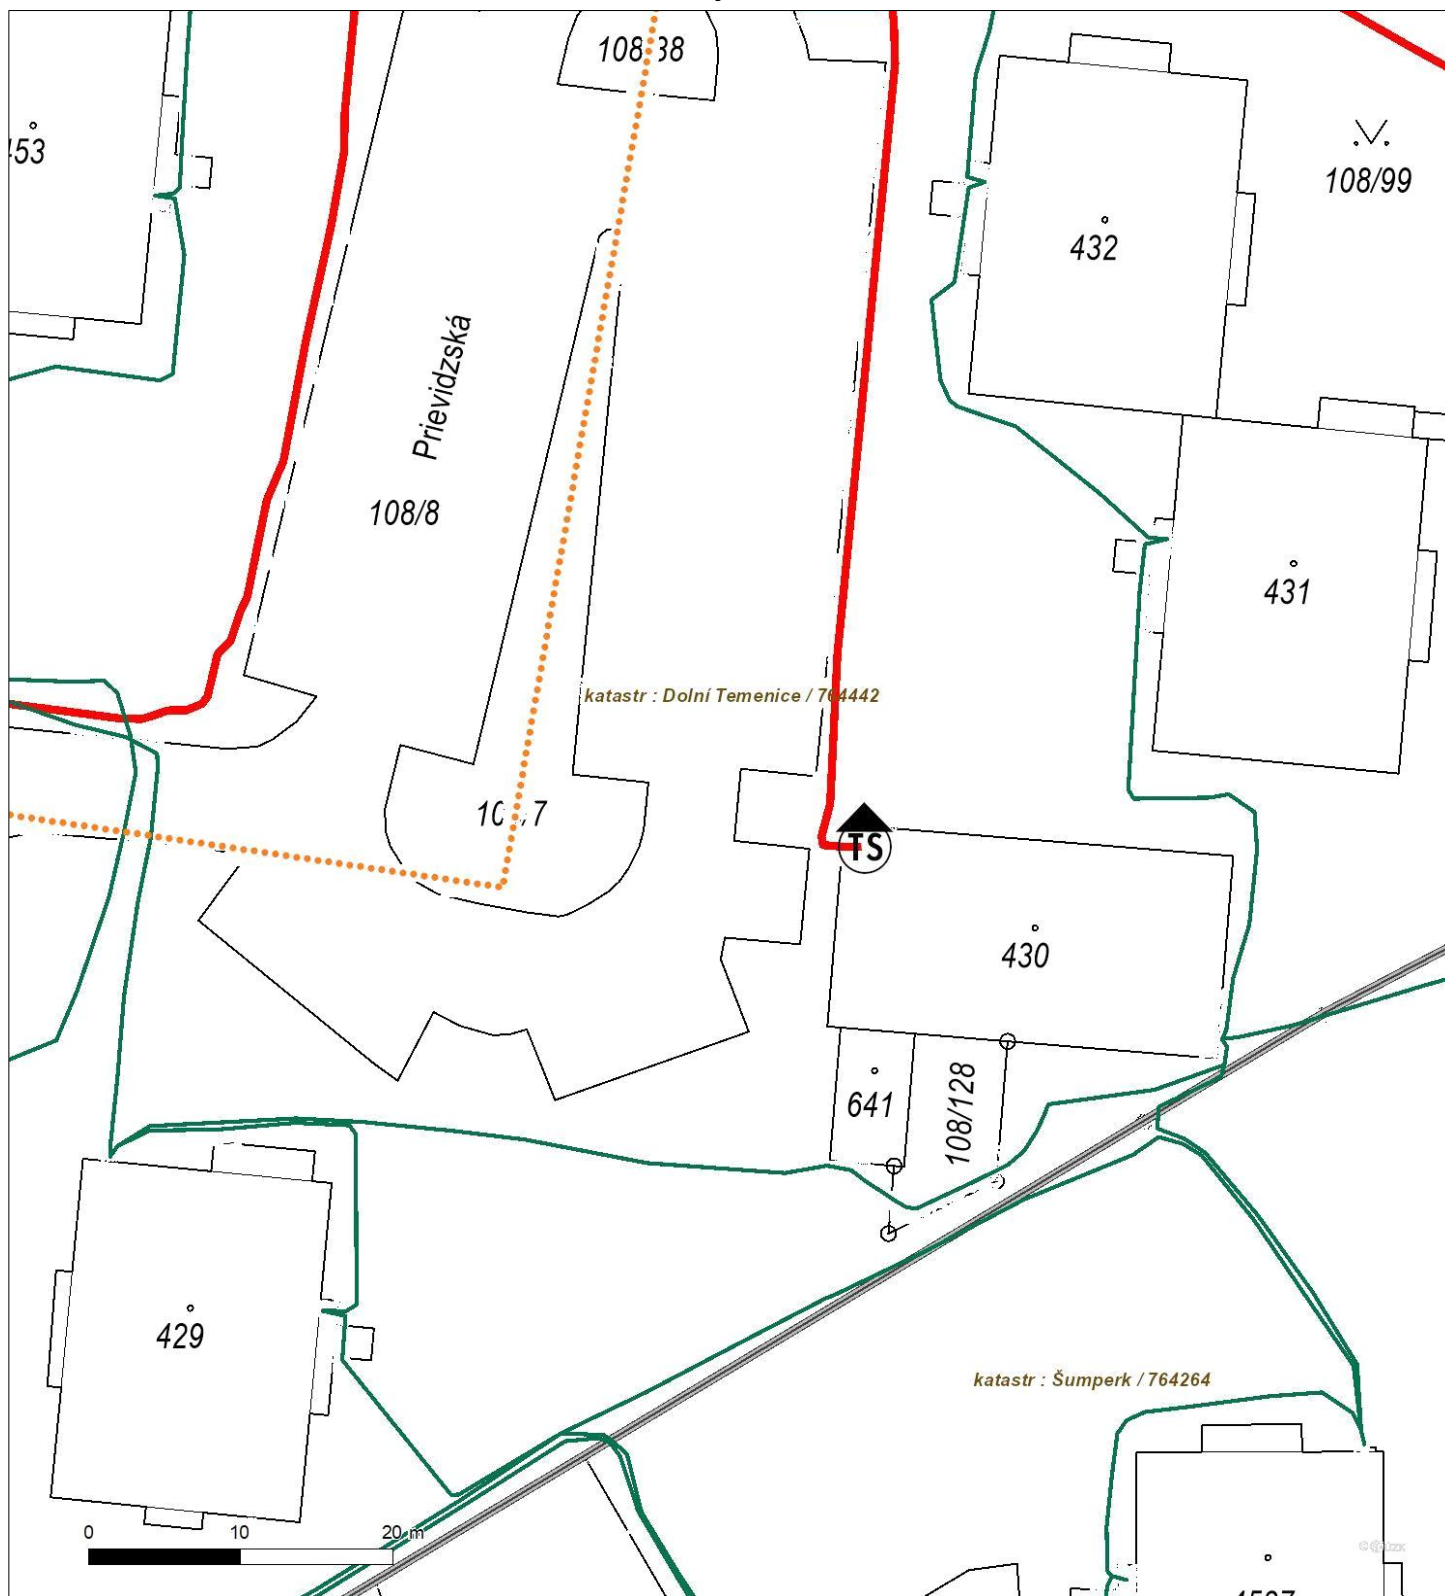 108/38
453
108/99
432
Prievidzská
108/8
431
katastr : Dolní Temenice / 764442
TS
430
641
108/128
429
katastr : Šumperk / 764264
0 10 20 m